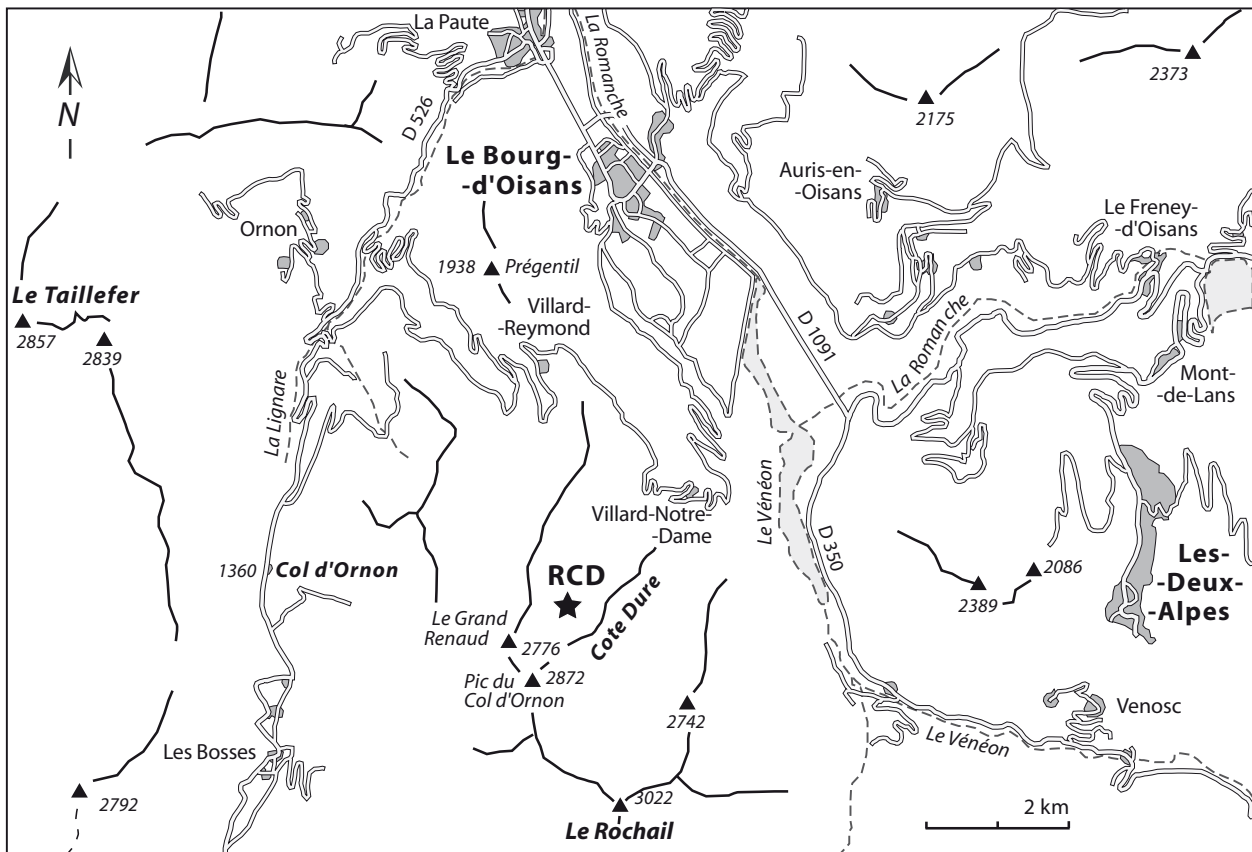 La Paute
La Romanche
2373
N
D 526
2175
Le Bourg-
-d'Oisans
Auris-en-
-Oisans
Le Freney-
-d'Oisans
Ornon
1938
Prégentil
Le Taillefer
Villard-
-Reymond
2857
2839
D 1091
La Romanche
Mont-
-de-Lans
La Lignare
Le Vénéon
Villard-Notre-
-Dame
D 350
1360
Col d'Ornon
RCD
2086
2389
Les-
-Deux-
-Alpes
Cote Dure
Le Grand
Renaud
2776
Pic du
Col d'Ornon
2872
2742
Venosc
Les Bosses
Le Vénéon
2792
3022
Le Rochail
2 km